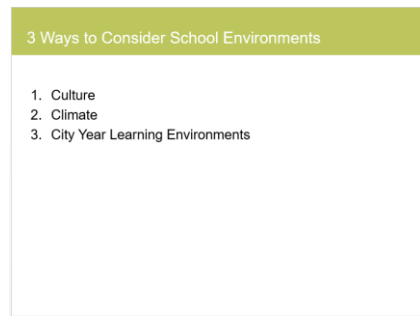 3 Ways to Consider School Environments
1. Culture
2. Climate
3. City Year Learning Environments